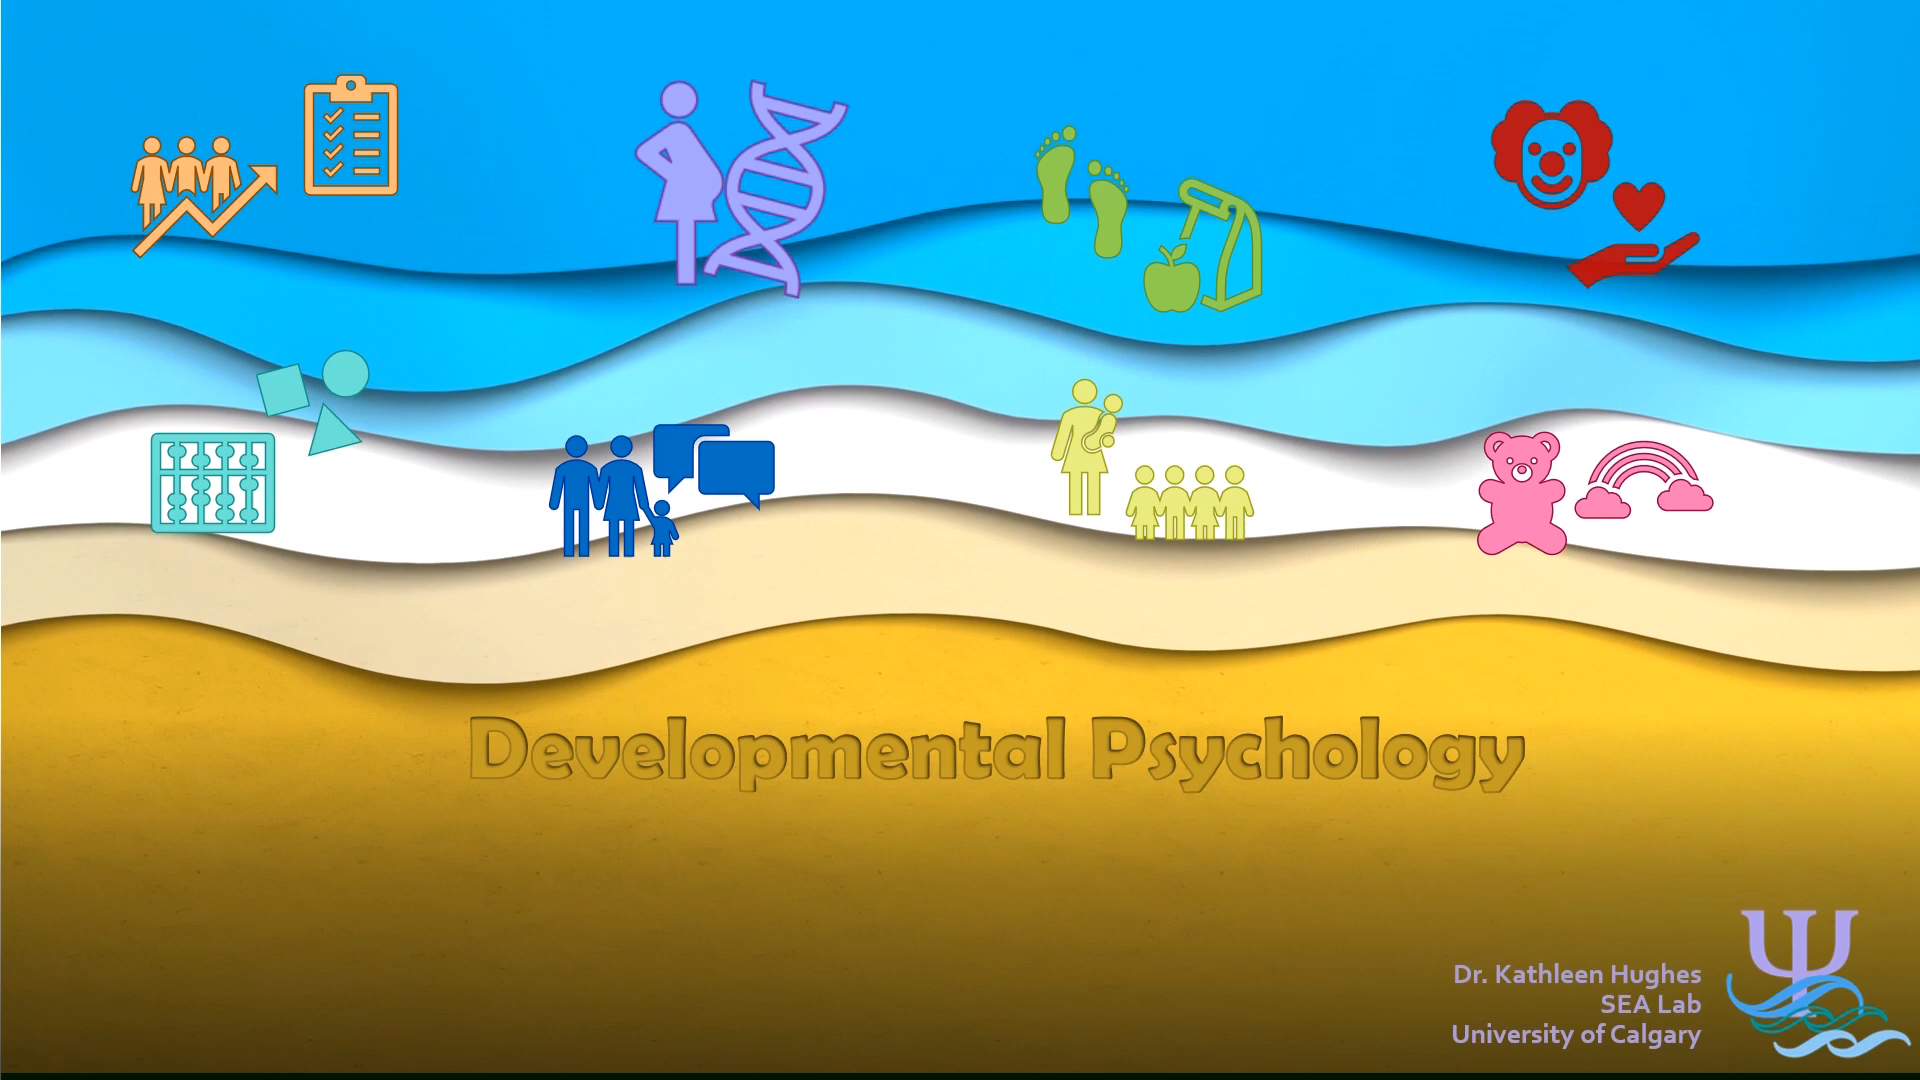 Developmental Psychology
Dr. Kathleen Hughes
SEA Lab
University of Calgary